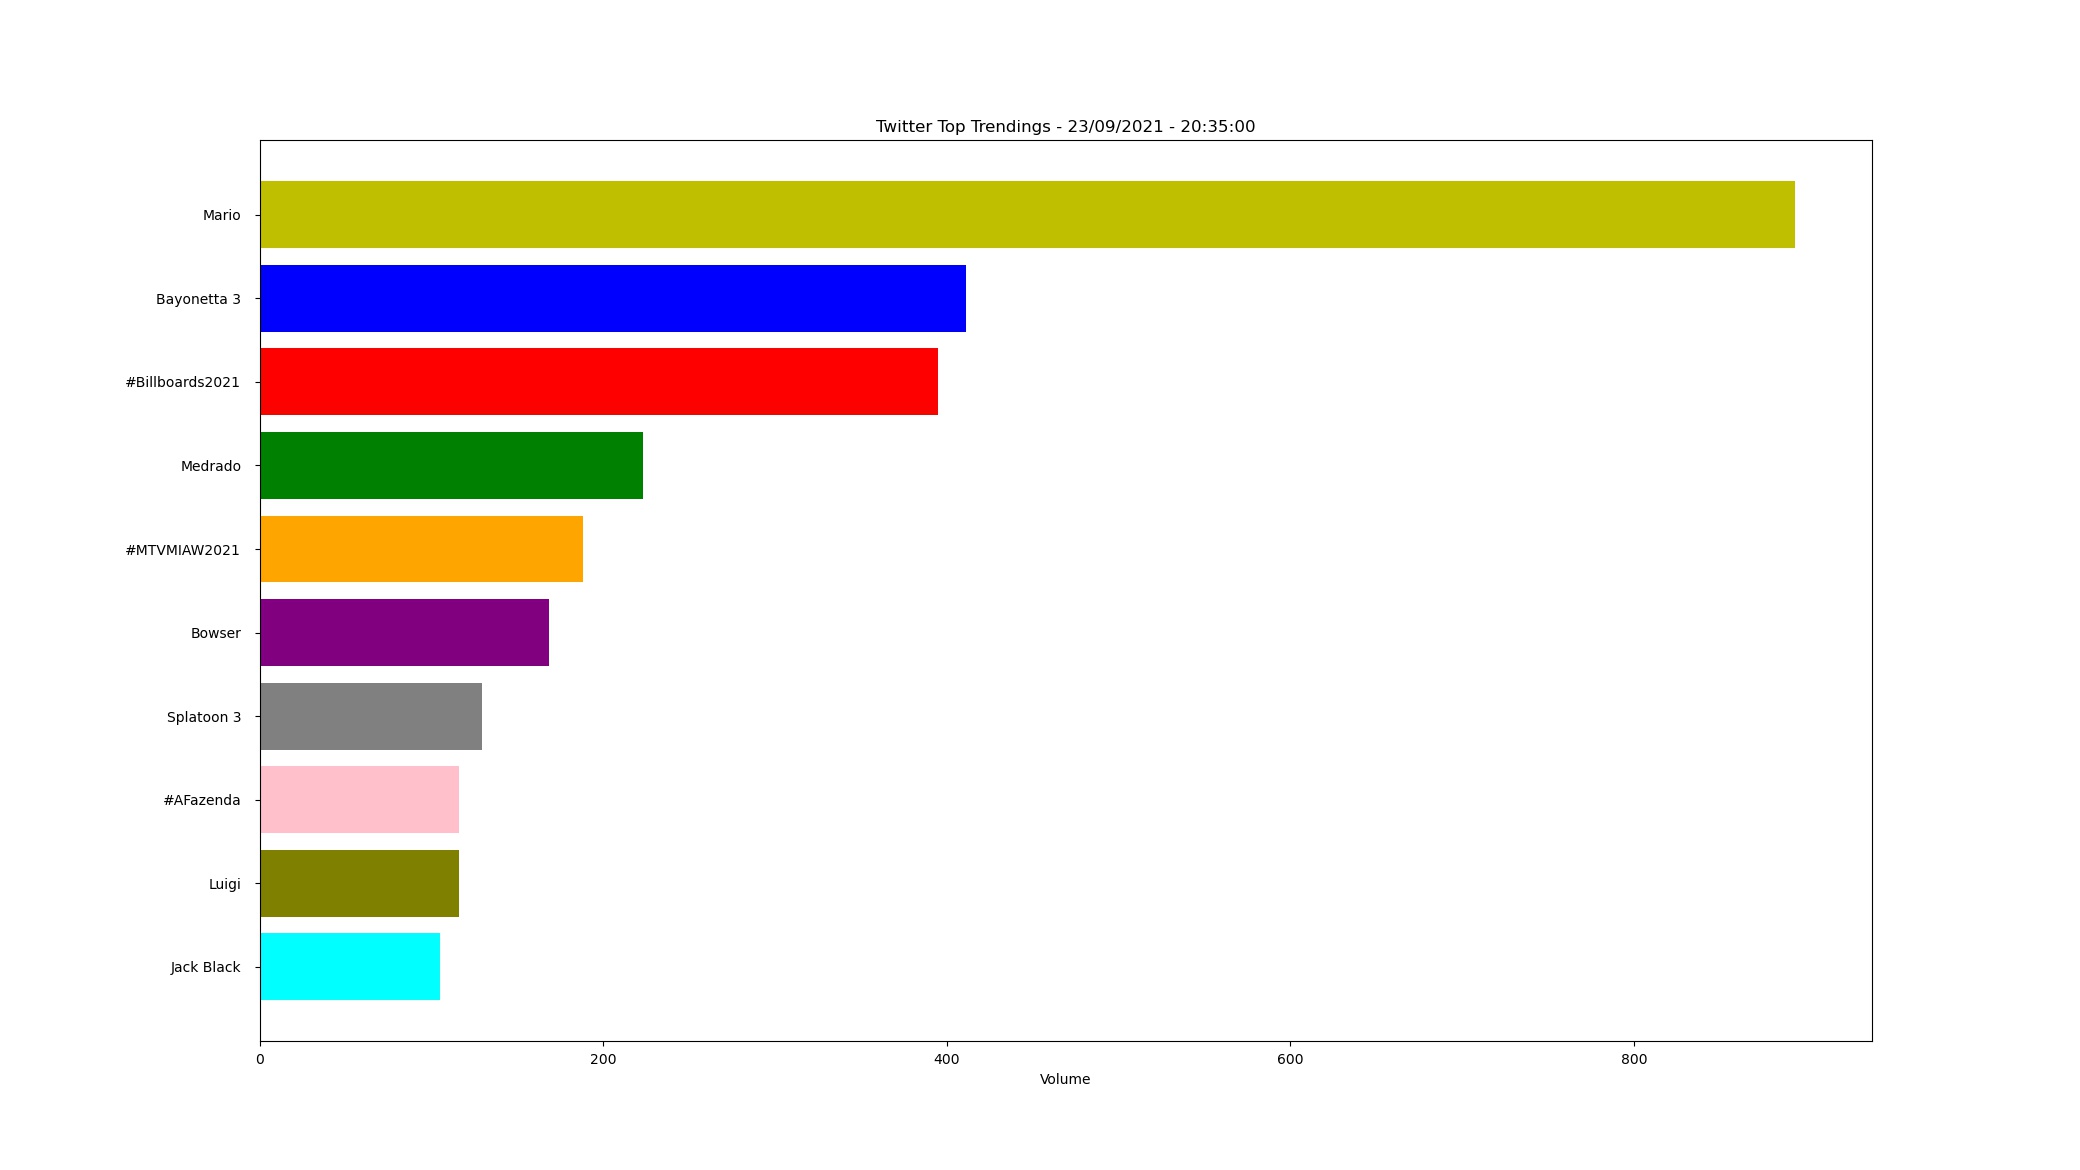 Twitter Top Trendings - 23/09/2021 - 20:35:00
Mario
Bayonetta 3
#Billboards2021
Medrado
#MTVMIAW2021
Bowser
Splatoon 3
#AFazenda
Luigi
Jack Black
0 200 400 600 800
Volume